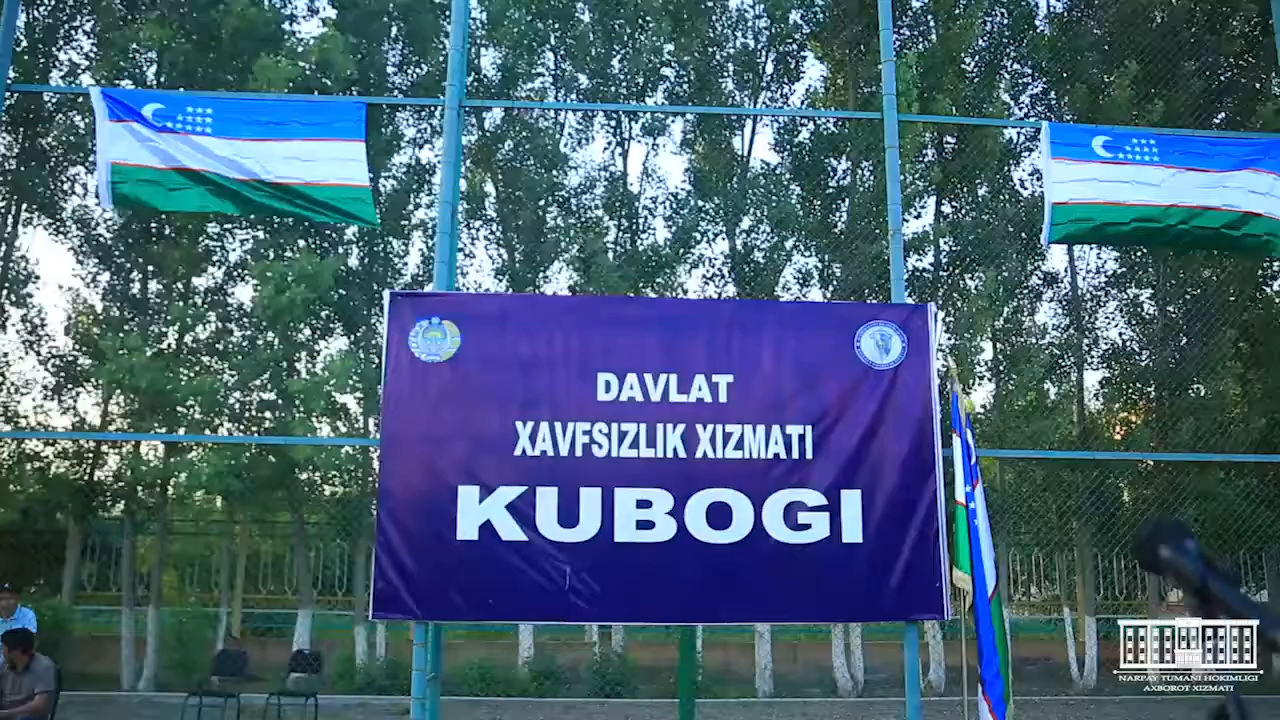 DAVLAT
XAVFSIZLIK XIZMATI
KUBOGI
NARPAY TUMANI HOKIMLIGI
AXBOROT XIZMATI